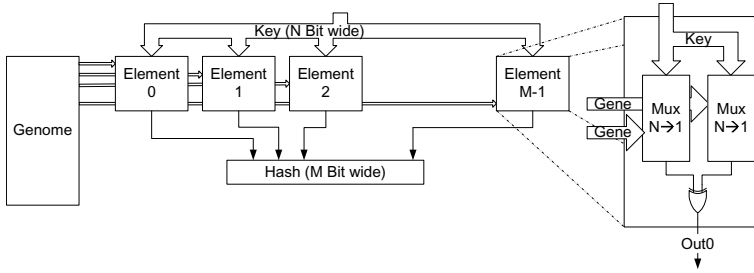 Key (N Bit wide)
Element
0
Element
1
Element
2
Element
M-1
Genome
Hash (M Bit wide)
Key
Gene
Gene
Mux
N→1
Mux
N→1
Out0